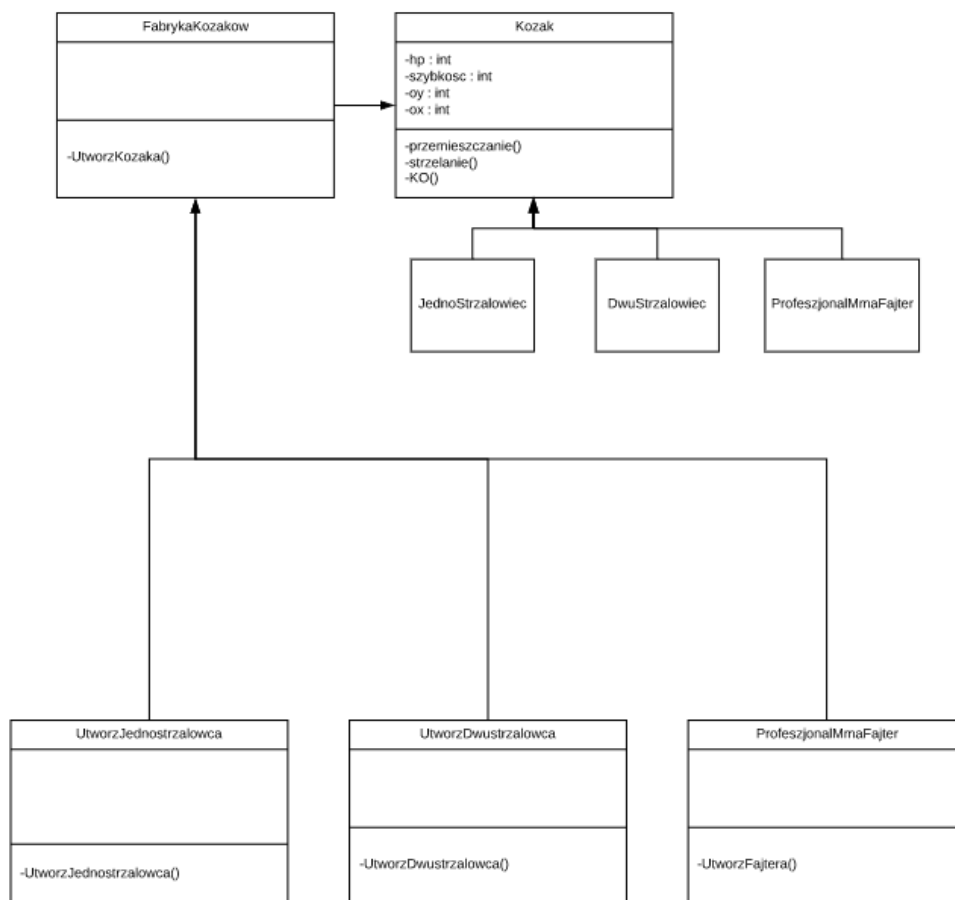 FabrykaKozakow
-UtworzKozaka()
Kozak
-hp : int
-szybkosc : int
-oy : int
-ox : int
-przemieszczanie()
-strzelanie()
-KO()
JednoStrzalowiec
DwuStrzalowiec
ProfeszjonalMmaFajter
UtworzJednostrzalowca
-UtworzJednostrzalowca()
UtworzDwustrzalowca
-UtworzDwustrzalowca()
ProfeszjonalMmaFajter
-UtworzFajtera()